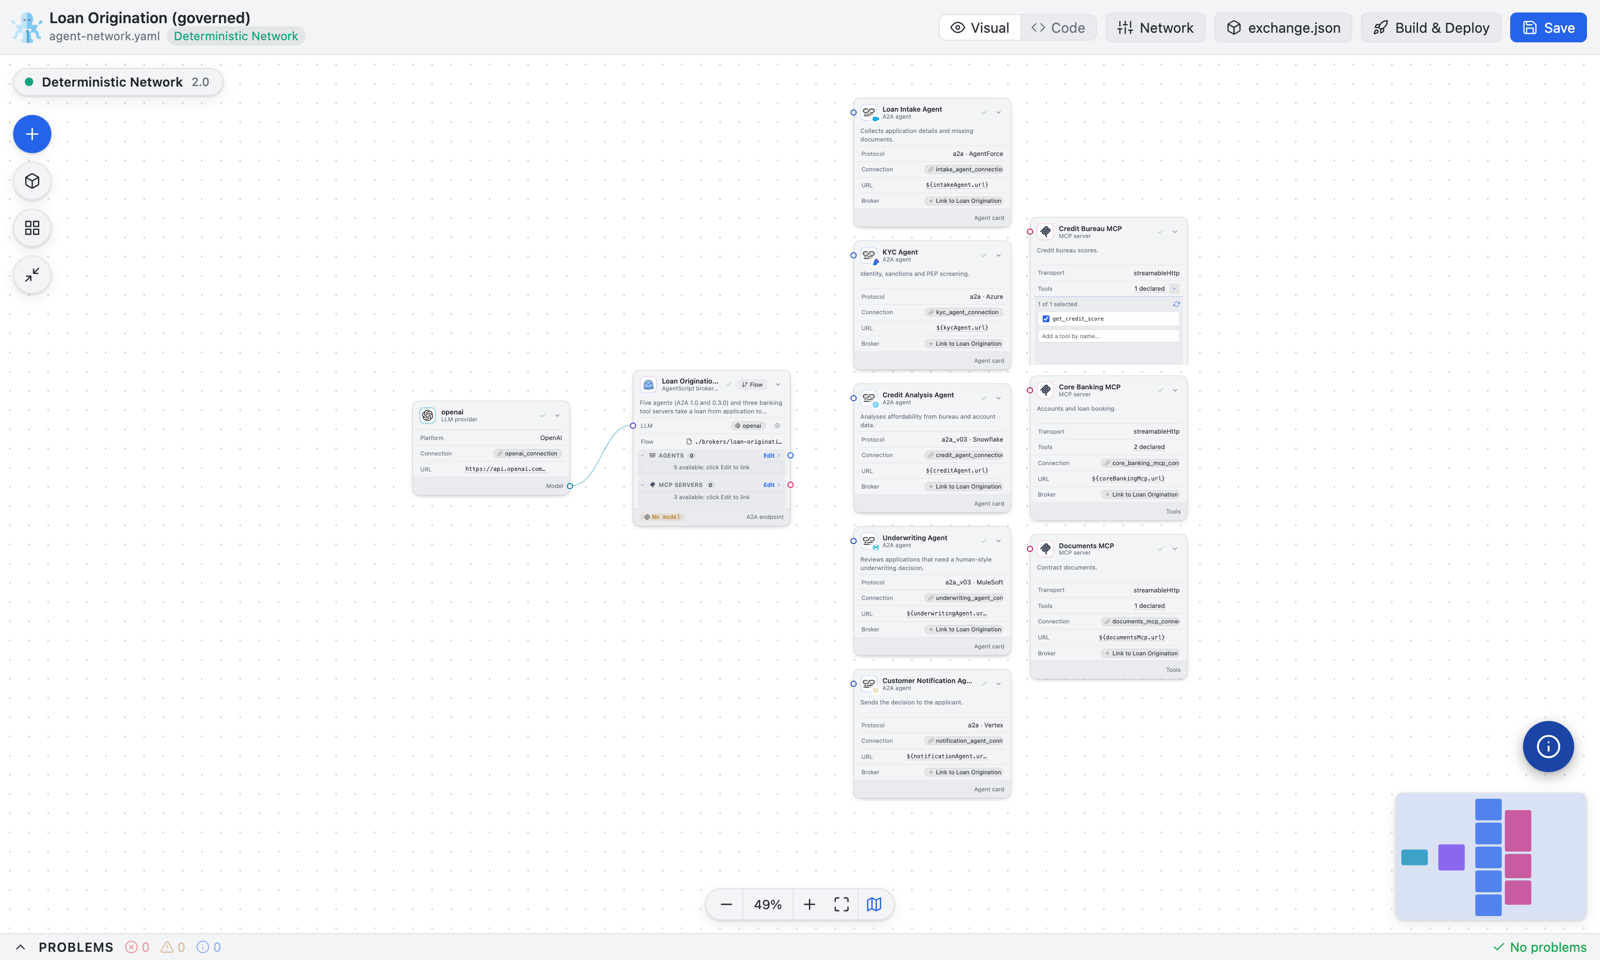 Loan Origination (governed)
agent-network.yaml
Deterministic Network
Visual
Code
Network
exchange.json
Build & Deploy
Save
Deterministic Network 2.0
openai
LLM provider
Platform OpenAI
Connection openai_connection
URL https://api.openai.com…
Model
Loan Originatio…
AgentScript broker…
Flow
Five agents (A2A 1.0 and 0.3.0) and three banking
tool servers take a loan from application to…
LLM openai
Flow ./brokers/loan-originati…
AGENTS 0 Edit
5 available: click Edit to link
MCP SERVERS 0 Edit
3 available: click Edit to link
No model
A2A endpoint
Loan Intake Agent
A2A agent
Collects application details and missing
documents.
Protocol a2a · AgentForce
Connection intake_agent_connectio
URL ${intakeAgent.url}
Broker + Link to Loan Origination
Agent card
KYC Agent
A2A agent
Identity, sanctions and PEP screening.
Protocol a2a · Azure
Connection kyc_agent_connection
URL ${kycAgent.url}
Broker + Link to Loan Origination
Agent card
Credit Analysis Agent
A2A agent
Analyses affordability from bureau and account
data.
Protocol a2a_v03 · Snowflake
Connection credit_agent_connectio
URL ${creditAgent.url}
Broker + Link to Loan Origination
Agent card
Underwriting Agent
A2A agent
Reviews applications that need a human-style
underwriting decision.
Protocol a2a_v03 · MuleSoft
Connection underwriting_agent_con
URL ${underwritingAgent.ur…
Broker + Link to Loan Origination
Agent card
Customer Notification Ag…
A2A agent
Sends the decision to the applicant.
Protocol a2a · Vertex
Connection notification_agent_conn
URL ${notificationAgent.ur…
Broker + Link to Loan Origination
Agent card
Credit Bureau MCP
MCP server
Credit bureau scores.
Transport streamableHttp
Tools 1 declared
1 of 1 selected
get_credit_score
Add a tool by name…
Core Banking MCP
MCP server
Accounts and loan booking.
Transport streamableHttp
Tools 2 declared
Connection core_banking_mcp_con
URL ${coreBankingMcp.url}
Broker + Link to Loan Origination
Tools
Documents MCP
MCP server
Contract documents.
Transport streamableHttp
Tools 1 declared
Connection documents_mcp_conne
URL ${documentsMcp.url}
Broker + Link to Loan Origination
Tools
49%
PROBLEMS 0 0 0
No problems